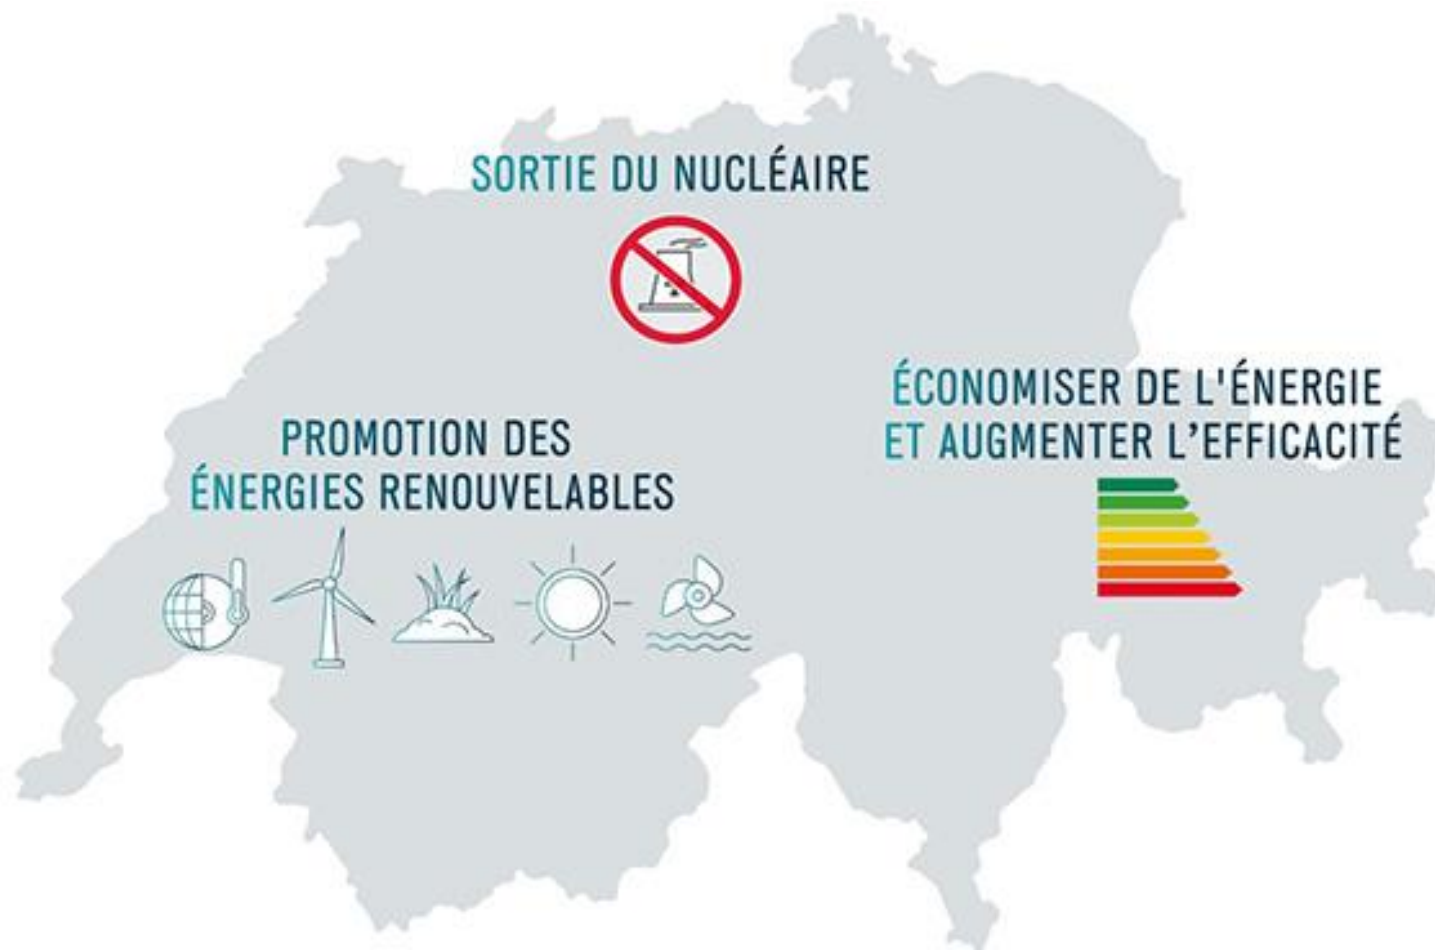 SORTIE DU NUCLÉAIRE
ÉCONOMISER DE L'ÉNERGIE
ET AUGMENTER L’EFFICACITÉ
PROMOTION DES
ÉNERGIES RENOUVELABLES